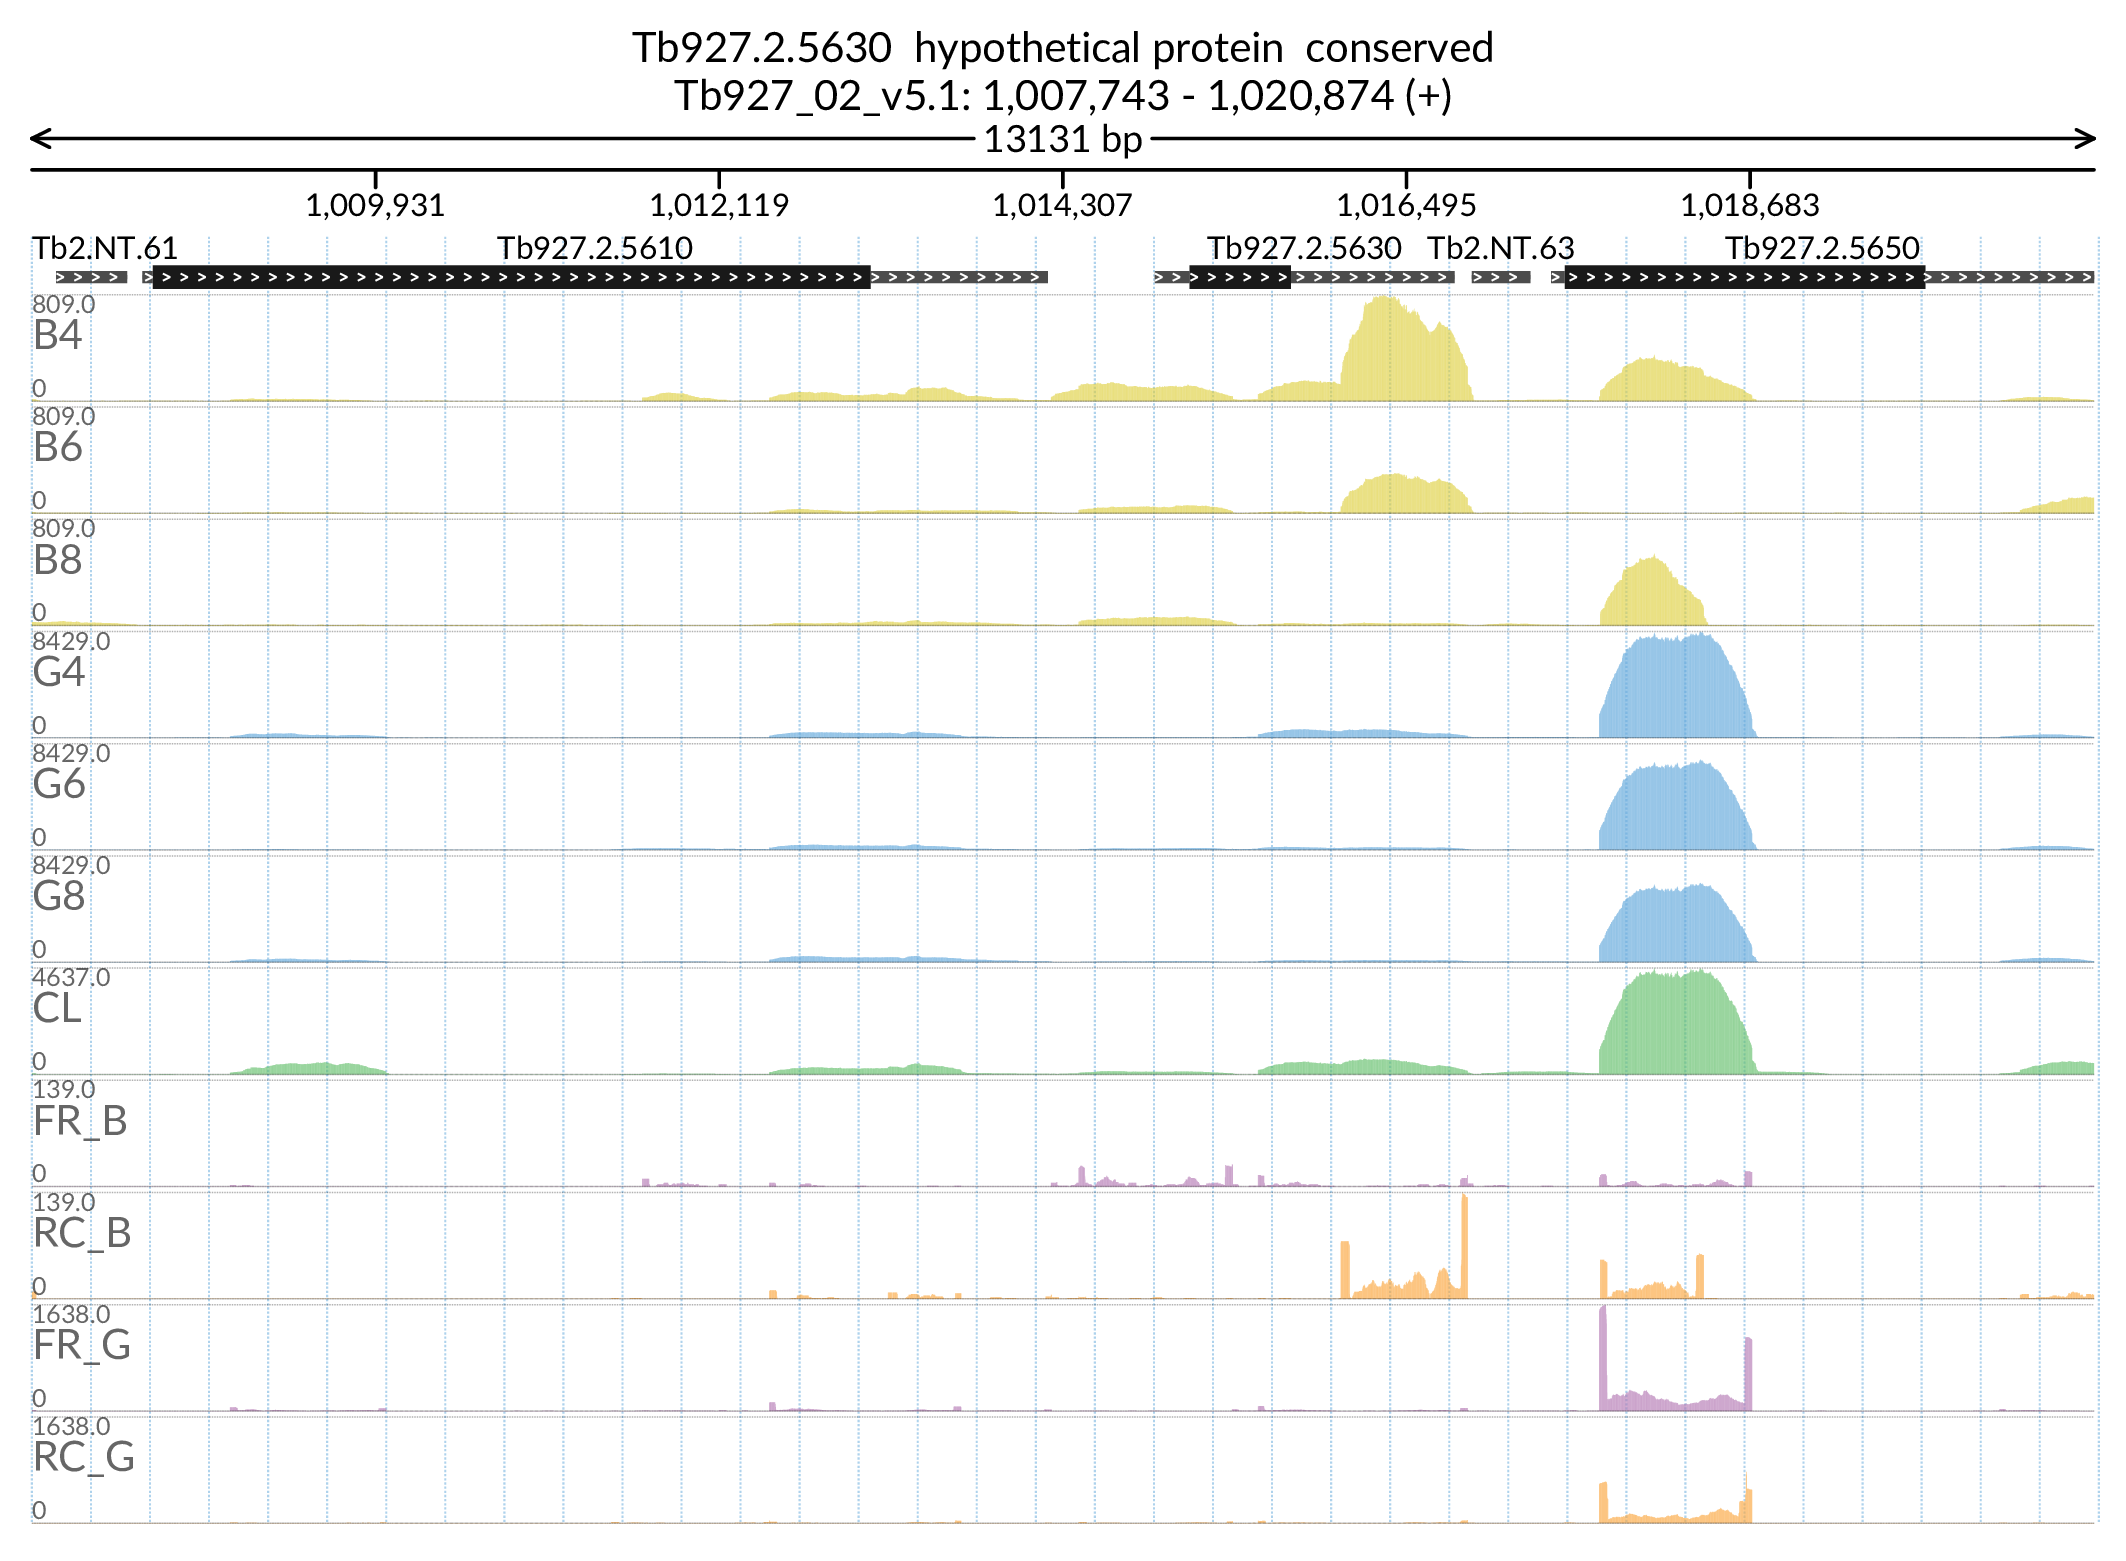 Tb927.2.5630 hypothetical protein conserved
Tb927_02_v5.1: 1,007,743 - 1,020,874 (+)
13131 bp
1,009,931 1,012,119 1,014,307 1,016,495 1,018,683
Tb2.NT.61 Tb927.2.5610 Tb927.2.5630 Tb2.NT.63 Tb927.2.5650
809.0
B4
0
809.0
B6
0
809.0
B8
0
8429.0
G4
0
8429.0
G6
0
8429.0
G8
0
4637.0
CL
0
139.0
FR_B
0
139.0
RC_B
0
1638.0
FR_G
0
1638.0
RC_G
0